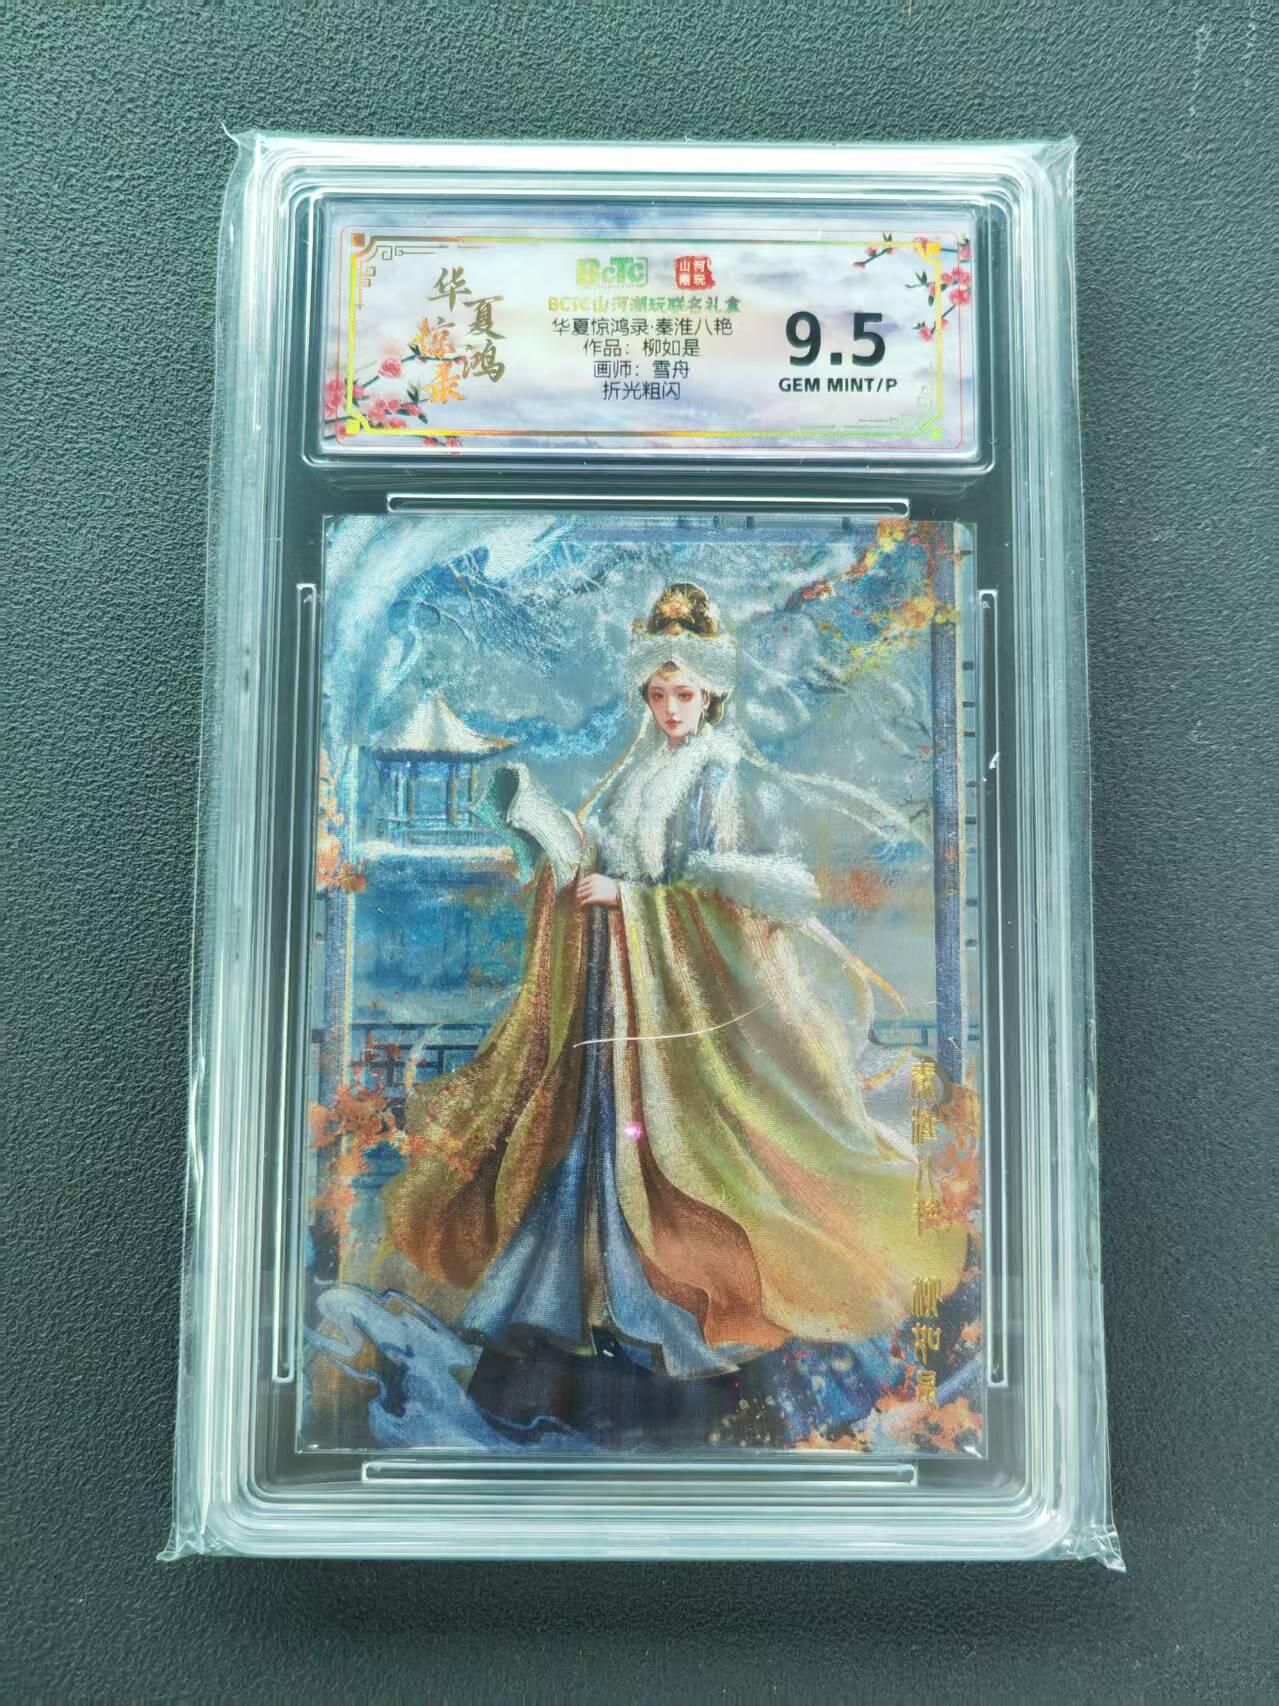 华夏
惊鸿录
BCTC
山河
潮玩
BCTC山河潮玩联名礼盒
华夏惊鸿录·秦淮八艳
作品：柳如是
画师：雪舟
折光粗闪
9.5
GEM MINT/P
秦淮八艳 柳如是